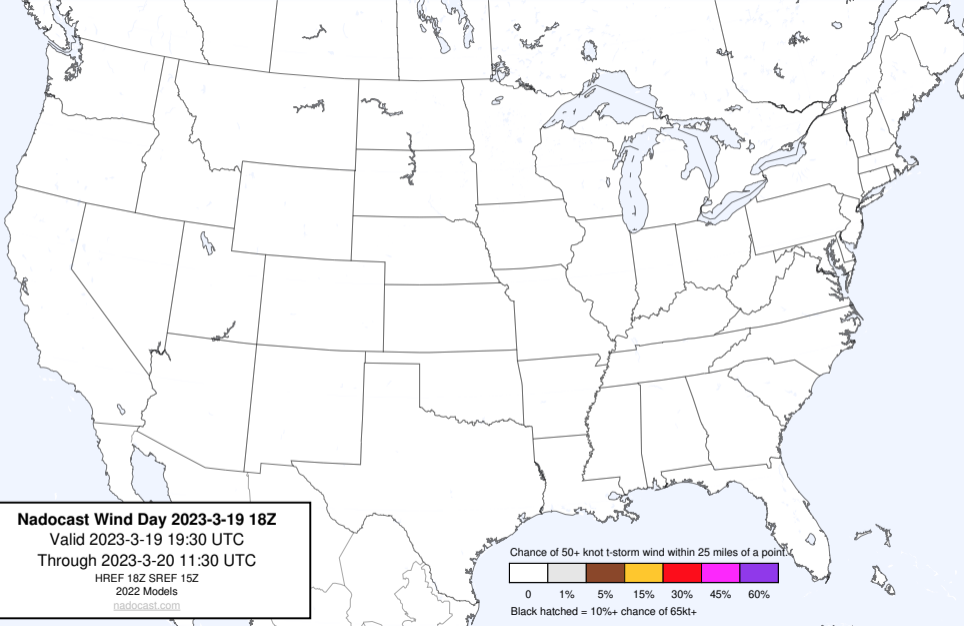 Nadocast Wind Day 2023-3-19 18Z
Valid 2023-3-19 19:30 UTC
Through 2023-3-20 11:30 UTC
HREF 18Z SREF 15Z
2022 Models
nadocast.com
Chance of 50+ knot t-storm wind within 25 miles of a point.
0 1% 5% 15% 30% 45% 60%
Black hatched = 10%+ chance of 65kt+